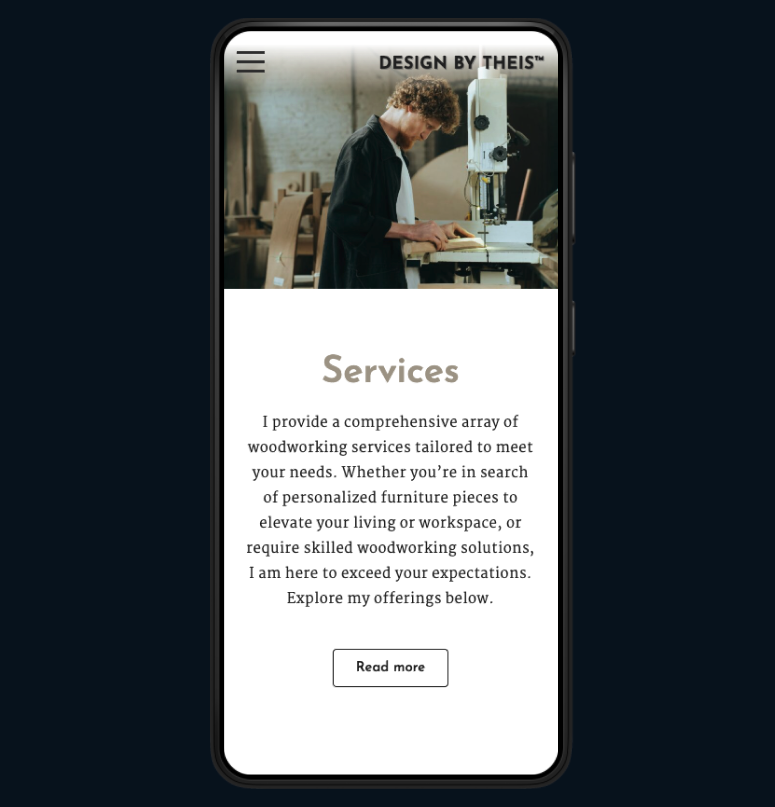 DESIGN BY THEIS™
Services
I provide a comprehensive array of
woodworking services tailored to meet
your needs. Whether you’re in search
of personalized furniture pieces to
elevate your living or workspace, or
require skilled woodworking solutions,
I am here to exceed your expectations.
Explore my offerings below.
Read more